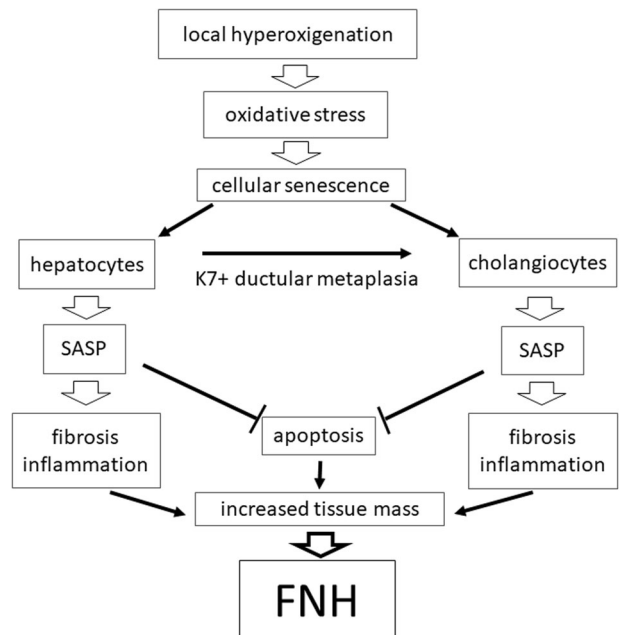 local hyperoxigenation
oxidative stress
cellular senescence
hepatocytes
K7+ ductular metaplasia
cholangiocytes
SASP
SASP
fibrosis
inflammation
apoptosis
fibrosis
inflammation
increased tissue mass
FNH